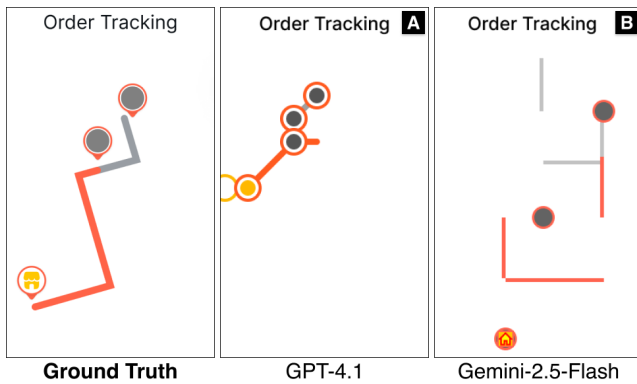 Order Tracking
Order Tracking A
Order Tracking B
Ground Truth
GPT-4.1
Gemini-2.5-Flash